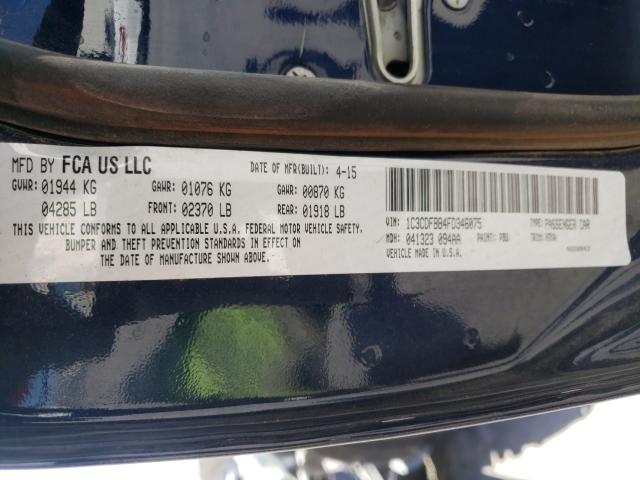 MFD BY FCA US LLC
DATE OF MFR(BUILT): 4-15
GVWR: 01944 KG GAWR: 01076 KG GAWR: 00870 KG
04285 LB FRONT: 02370 LB REAR: 01918 LB
THIS VEHICLE CONFORMS TO ALL APPLICABLE U.S.A. FEDERAL MOTOR VEHICLE SAFETY,
BUMPER AND THEFT PREVENTION STANDARDS IN EFFECT ON
THE DATE OF MANUFACTURE SHOWN ABOVE.
VIN: 1C3CDFBB4FD346075 TYPE: PASSENGER CAR
MDH: 041323 094AA PAINT: PBU TRIM:
VEHICLE MADE IN U.S.A.